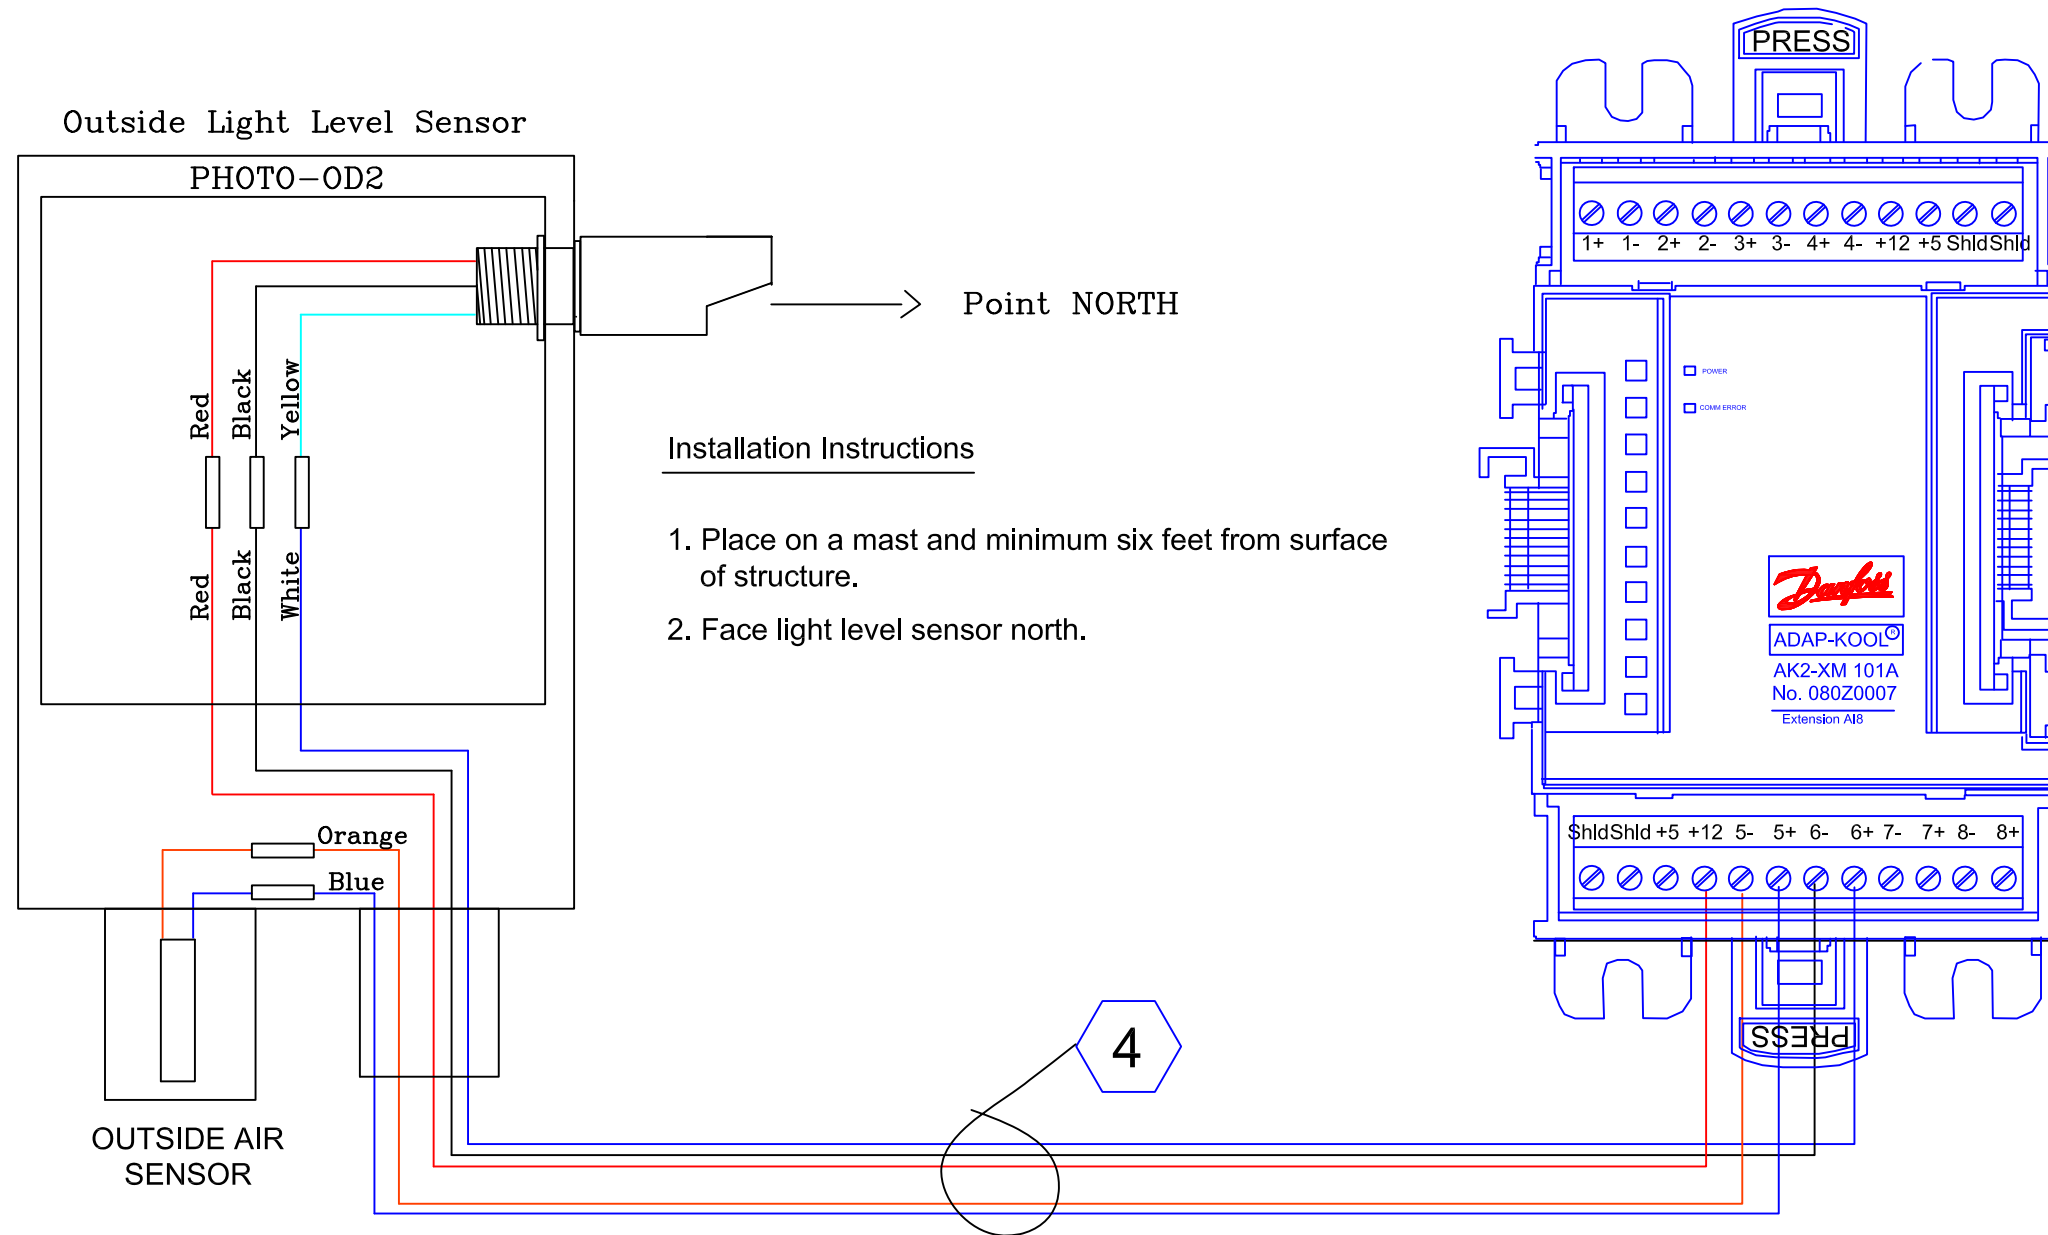 Outside Light Level Sensor
PHOTO-OD2
Red
Black
Yellow
Red
Black
White
Orange
Blue
OUTSIDE AIR
SENSOR
Point NORTH
Installation Instructions
1. Place on a mast and minimum six feet from surface
of structure.
2. Face light level sensor north.
4
PRESS
1+ 1- 2+ 2- 3+ 3- 4+ 4- +12 +5 Shld Shld
POWER
COMM ERROR
Danfoss
ADAP-KOOL®
AK2-XM 101A
No. 080Z0007
Extension AI8
Shld Shld +5 +12 5- 5+ 6- 6+ 7- 7+ 8- 8+
PRESS